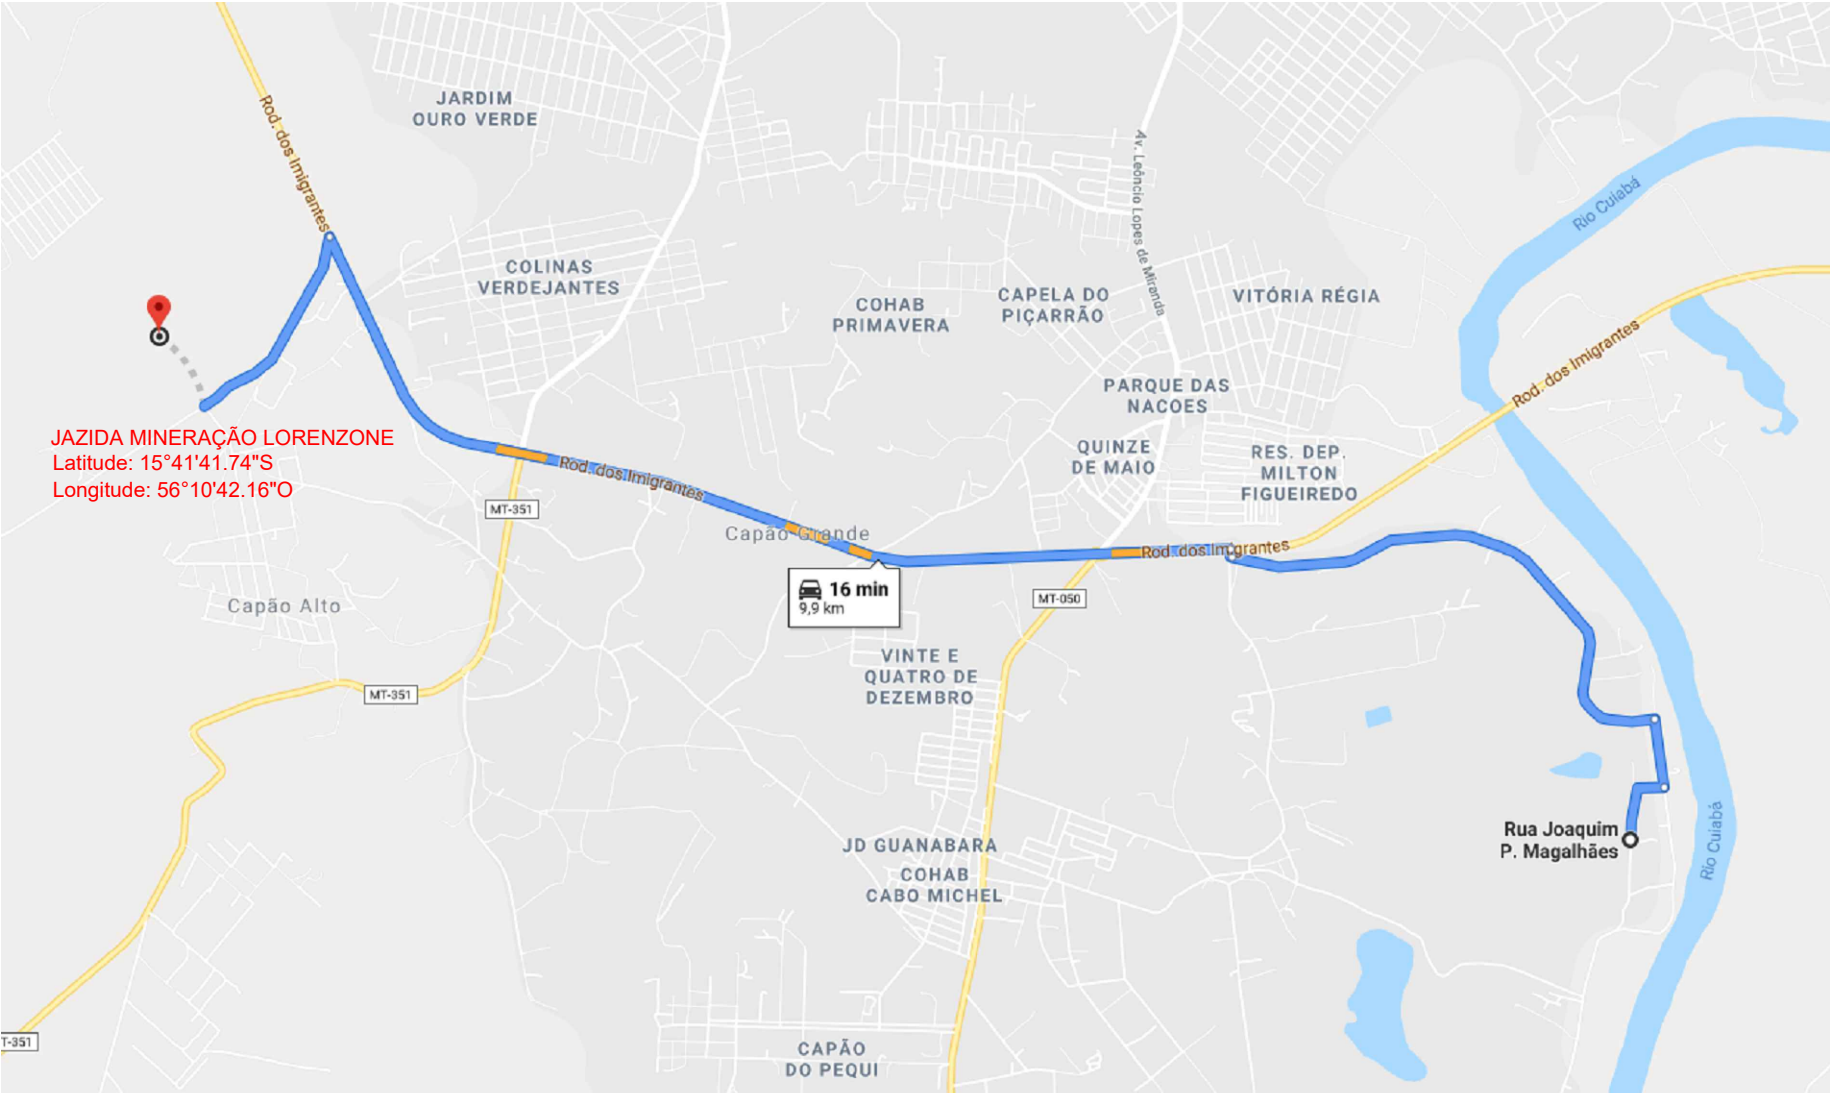 JARDIM
OURO VERDE
Rod. dos Imigrantes
Av. Leôncio Lopes de Miranda
Rio Cuiabá
COLINAS
VERDEJANTES
COHAB
PRIMAVERA
CAPELA DO
PIÇARRÃO
VITÓRIA RÉGIA
Rod. dos Imigrantes
PARQUE DAS
NACOES
JAZIDA MINERAÇÃO LORENZONE
Latitude: 15°41'41.74"S
Longitude: 56°10'42.16"O
QUINZE
DE MAIO
RES. DEP.
MILTON
FIGUEIREDO
Rod. dos Imigrantes
MT-351
Capão Grande
Rod. dos Imigrantes
16 min
9,9 km
MT-050
Capão Alto
VINTE E
QUATRO DE
DEZEMBRO
MT-351
JD GUANABARA
COHAB
CABO MICHEL
Rua Joaquim
P. Magalhães
Rio Cuiabá
T-351
CAPÃO
DO PEQUI